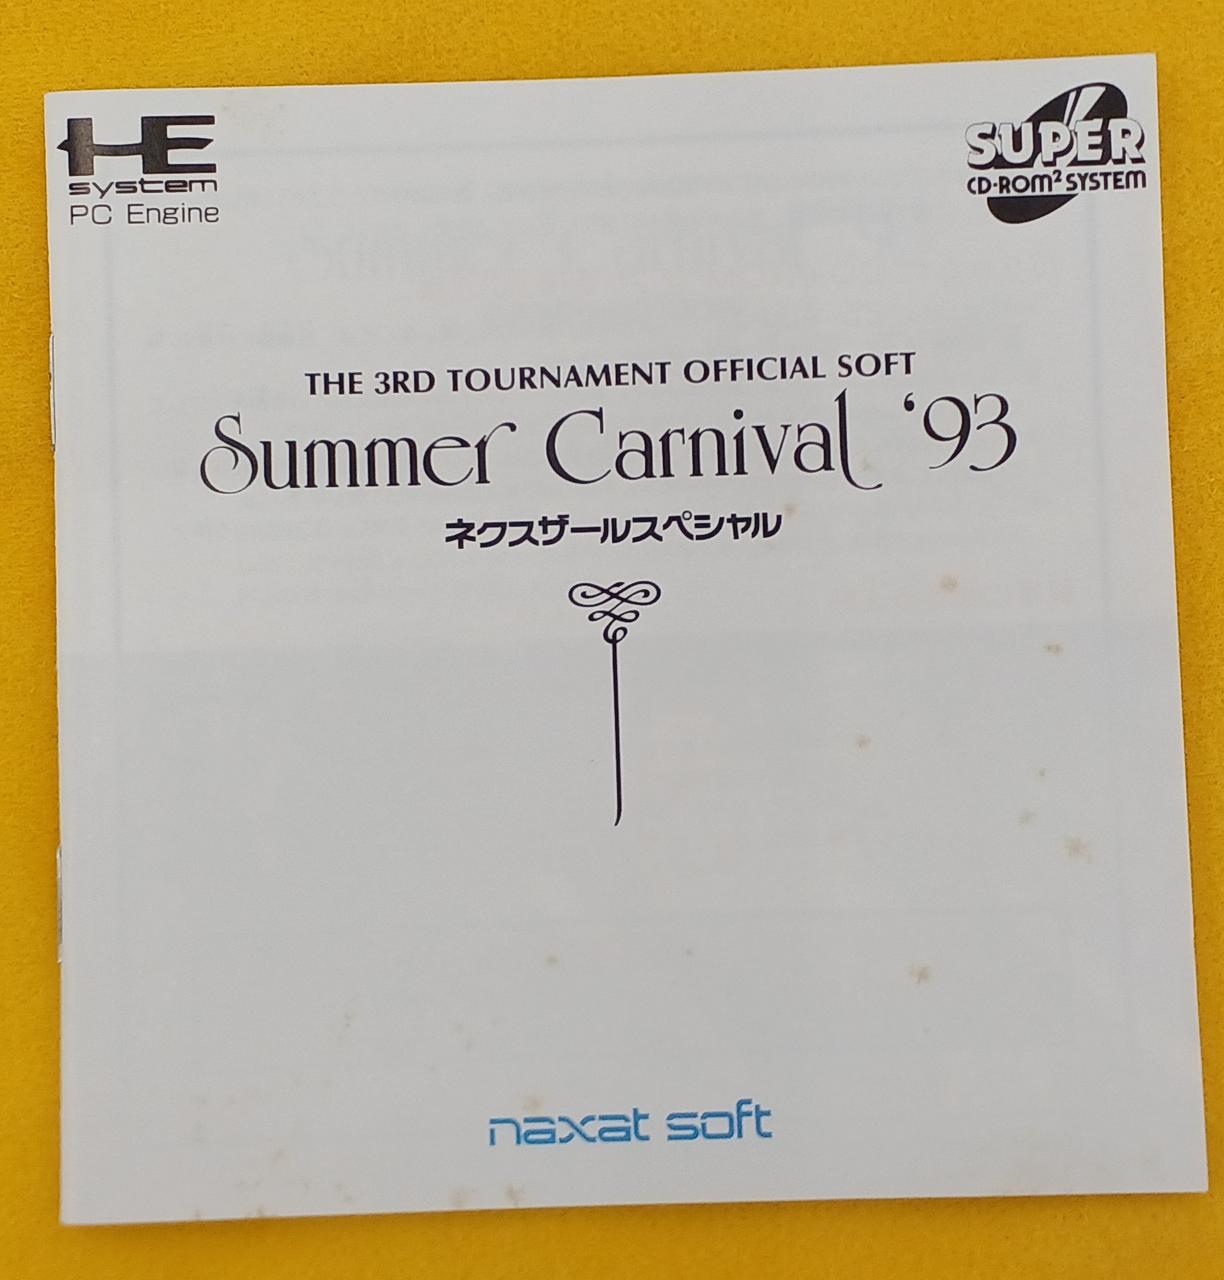 HE
system
PC Engine
SUPER
CD-ROM² SYSTEM
THE 3RD TOURNAMENT OFFICIAL SOFT
Summer Carnival '93
ネクスザールスペシャル
naxat soft